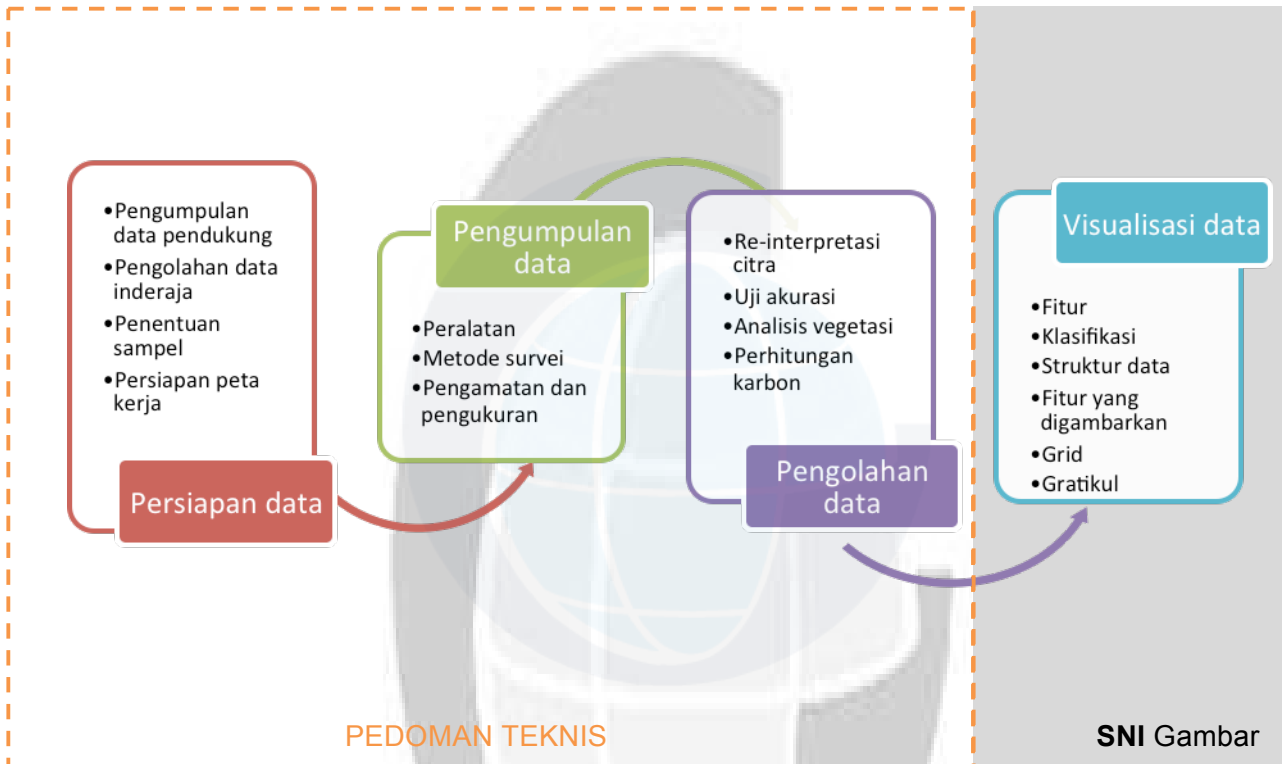 •Pengumpulan
data pendukung
•Pengolahan data
inderaja
•Penentuan
sampel
•Persiapan peta
kerja
Persiapan data
Pengumpulan
data
•Peralatan
•Metode survei
•Pengamatan dan
pengukuran
•Re-interpretasi
citra
•Uji akurasi
•Analisis vegetasi
•Perhitungan
karbon
Pengolahan
data
Visualisasi data
•Fitur
•Klasifikasi
•Struktur data
•Fitur yang
digambarkan
•Grid
•Gratikul
PEDOMAN TEKNIS
SNI Gambar